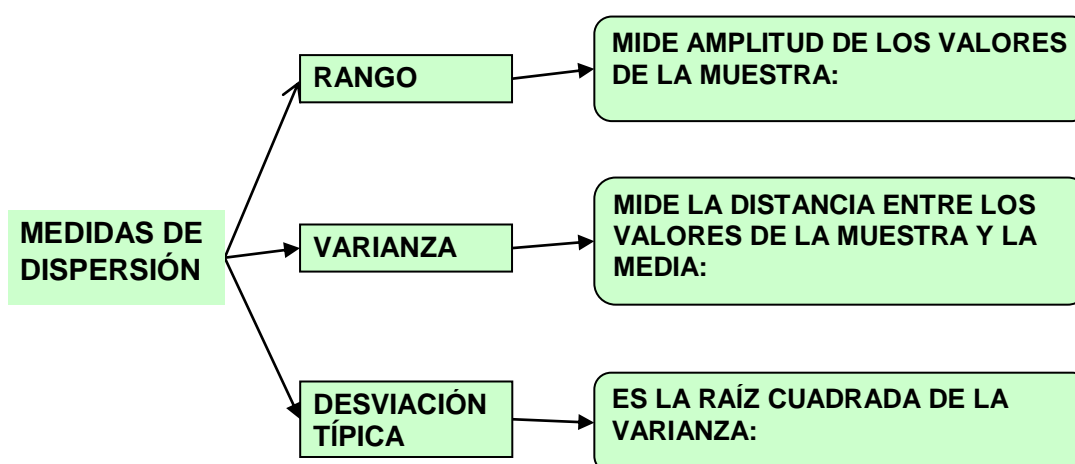 MEDIDAS DE
DISPERSIÓN
RANGO
MIDE AMPLITUD DE LOS VALORES
DE LA MUESTRA:
VARIANZA
MIDE LA DISTANCIA ENTRE LOS
VALORES DE LA MUESTRA Y LA
MEDIA:
DESVIACIÓN
TÍPICA
ES LA RAÍZ CUADRADA DE LA
VARIANZA: